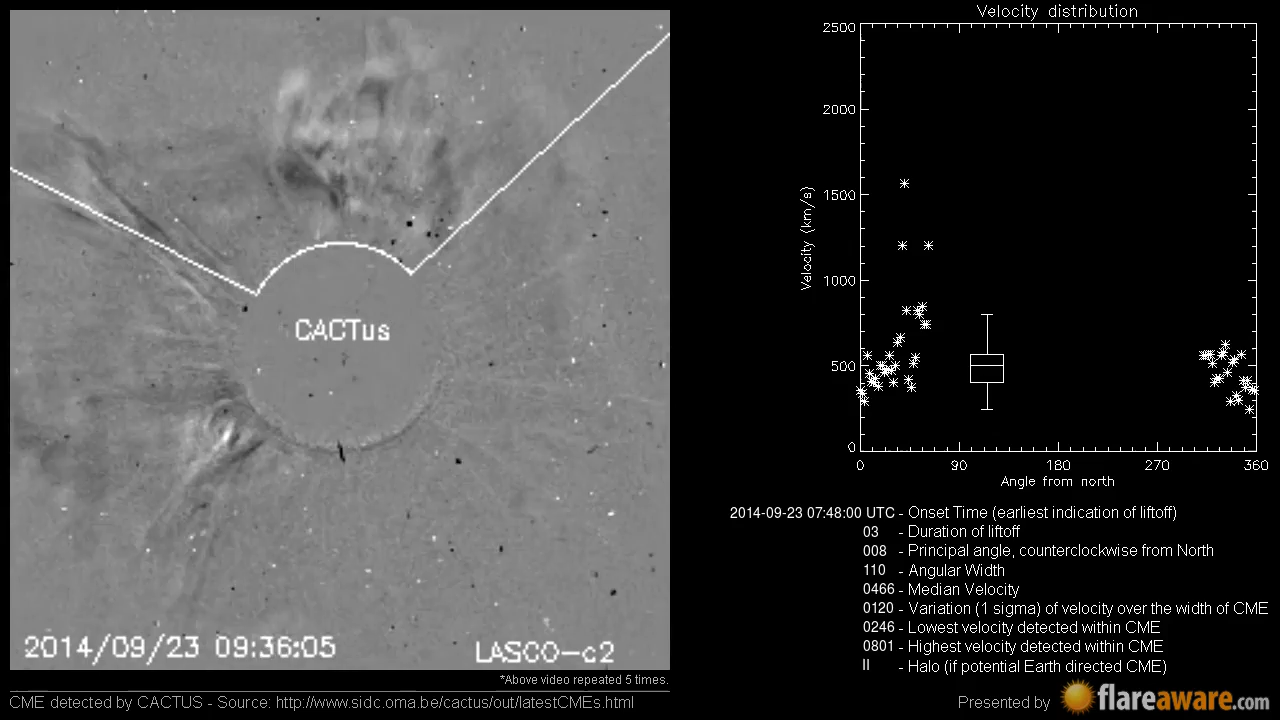 CACTus
2014/09/23 09:36:05
LASCO-c2
*Above video repeated 5 times.
CME detected by CACTUS - Source: http://www.sidc.oma.be/cactus/out/latestCMEs.html
Velocity distribution
2500
2000
1500
1000
500
0
Velocity (km/s)
0 90 180 270 360
Angle from north
2014-09-23 07:48:00 UTC - Onset Time (earliest indication of liftoff)
03 - Duration of liftoff
008 - Principal angle, counterclockwise from North
110 - Angular Width
0466 - Median Velocity
0120 - Variation (1 sigma) of velocity over the width of CME
0246 - Lowest velocity detected within CME
0801 - Highest velocity detected within CME
II - Halo (if potential Earth directed CME)
Presented by flareaware.com